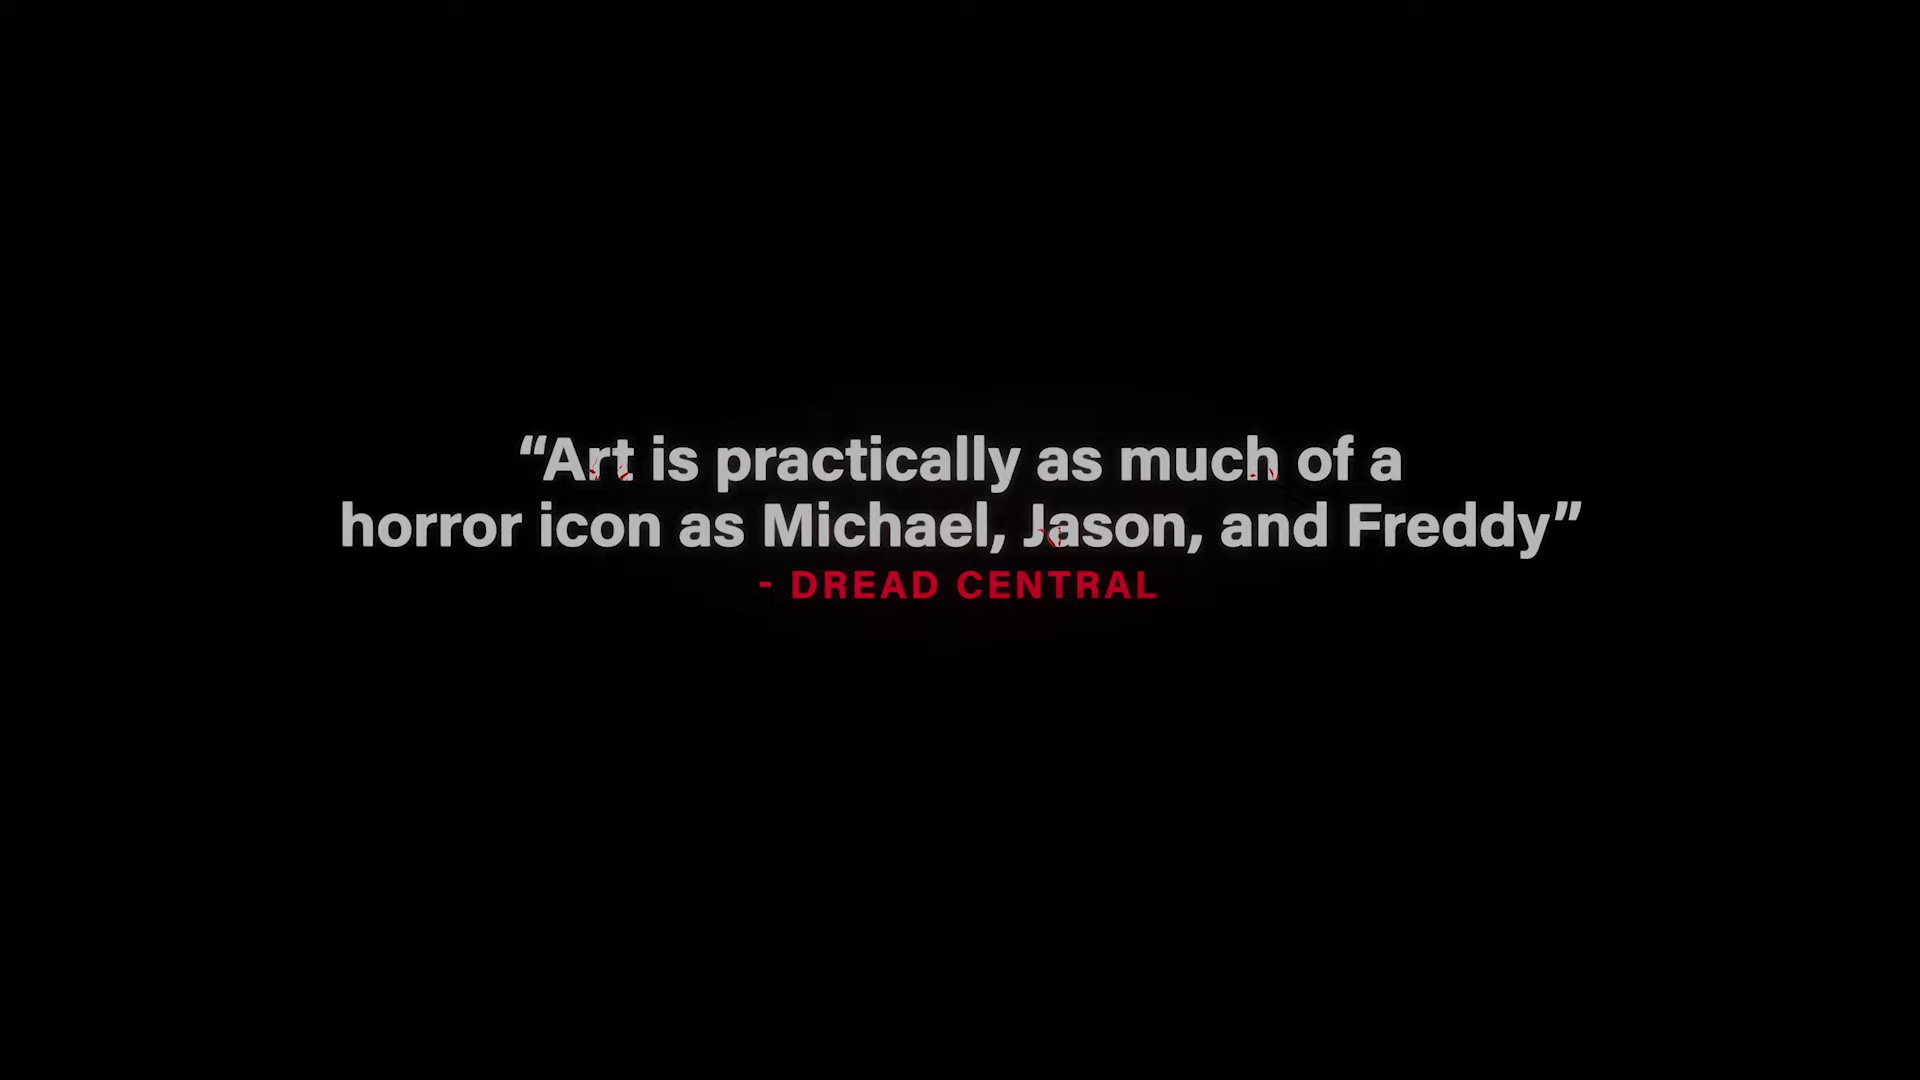 “Art is practically as much of a
horror icon as Michael, Jason, and Freddy”
- DREAD CENTRAL